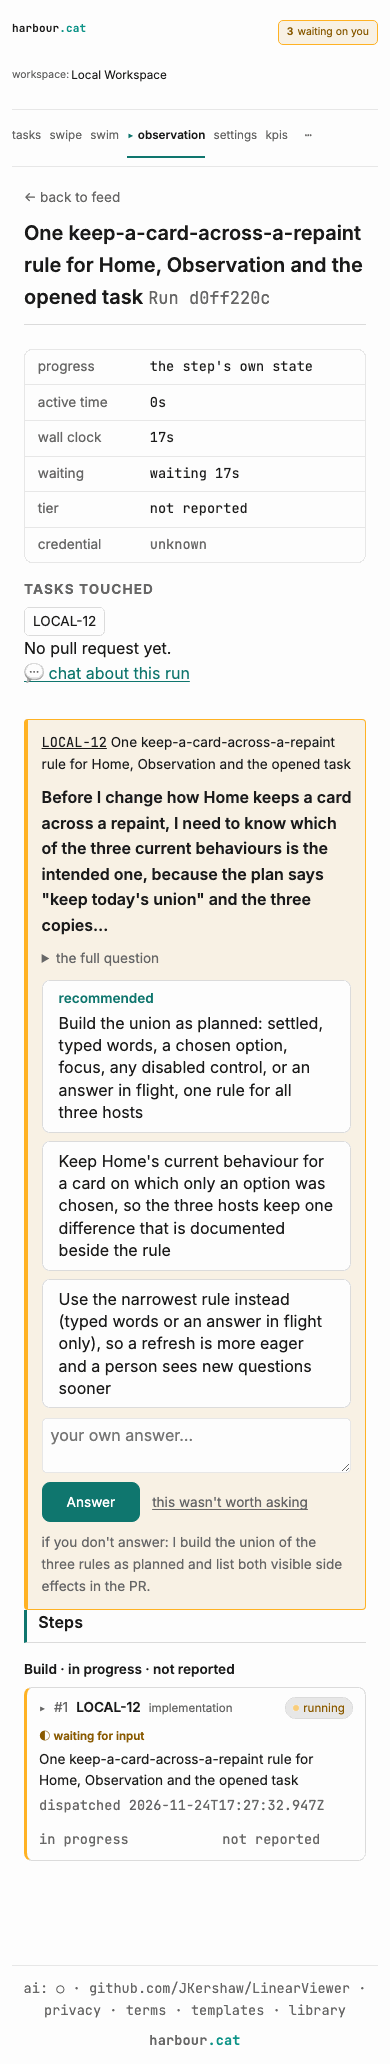 harbour.cat
3 waiting on you
workspace: Local Workspace
tasks swipe swim ▸ observation settings kpis ⋯
← back to feed
One keep-a-card-across-a-repaint
rule for Home, Observation and the
opened task Run d0ff220c
progress the step's own state
active time 0s
wall clock 17s
waiting waiting 17s
tier not reported
credential unknown
TASKS TOUCHED
LOCAL-12
No pull request yet.
💬 chat about this run
LOCAL-12 One keep-a-card-across-a-repaint
rule for Home, Observation and the opened task
Before I change how Home keeps a card
across a repaint, I need to know which
of the three current behaviours is the
intended one, because the plan says
"keep today's union" and the three
copies…
▶ the full question
recommended
Build the union as planned: settled,
typed words, a chosen option,
focus, any disabled control, or an
answer in flight, one rule for all
three hosts
Keep Home's current behaviour for
a card on which only an option was
chosen, so the three hosts keep one
difference that is documented
beside the rule
Use the narrowest rule instead
(typed words or an answer in flight
only), so a refresh is more eager
and a person sees new questions
sooner
your own answer...
Answer this wasn't worth asking
if you don't answer: I build the union of the
three rules as planned and list both visible side
effects in the PR.
Steps
Build · in progress · not reported
▸ #1 LOCAL-12 implementation running
◐ waiting for input
One keep-a-card-across-a-repaint rule for
Home, Observation and the opened task
dispatched 2026-11-24T17:27:32.947Z
in progress not reported
ai: ○ · github.com/JKershaw/LinearViewer ·
privacy · terms · templates · library
harbour.cat